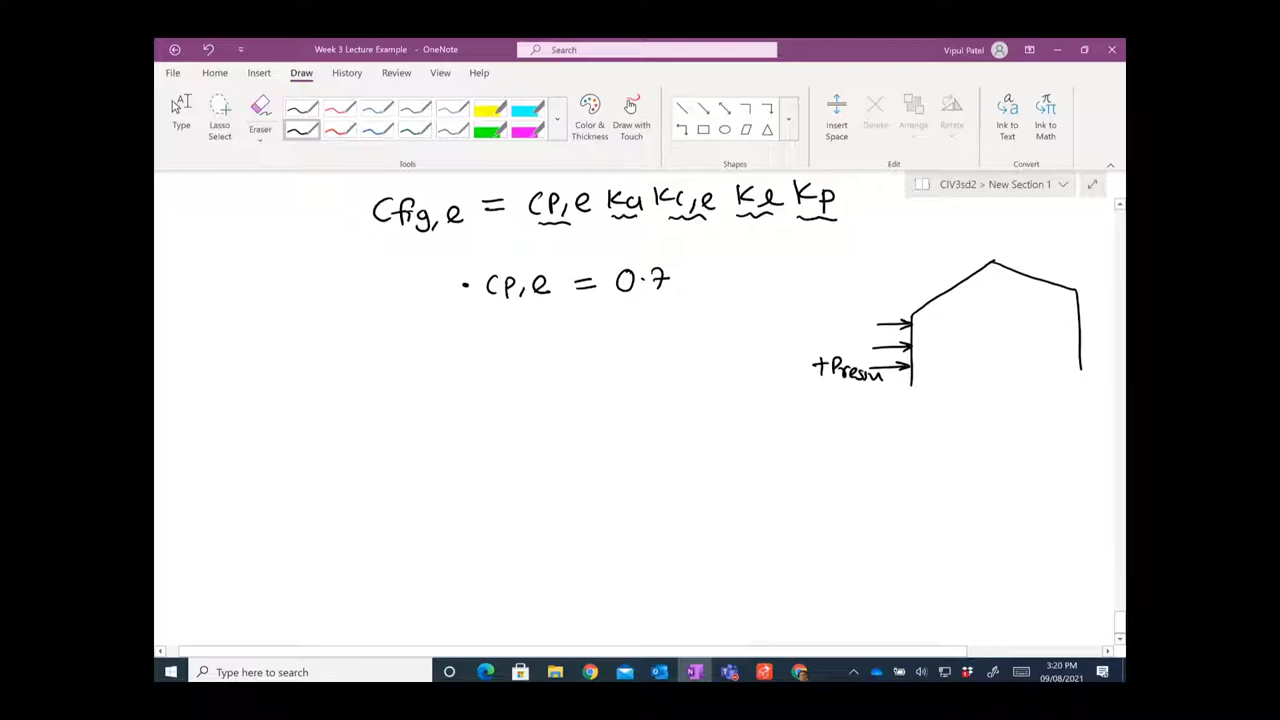 Week 3 Lecture Example - OneNote
Search
Vipul Patel
File Home Insert Draw History Review View Help
Type
Lasso Select
Eraser
Color & Thickness
Draw with Touch
Insert Space
Delete
Arrange
Rotate
Ink to Text
Ink to Math
Tools
Shapes
Edit
Convert
CIV3sd2 > New Section 1
Cfig,e = Cp,e Ka Kc,e Kl Kp
• Cp,e = 0.7
+Presin
Type here to search
3:20 PM
09/08/2021